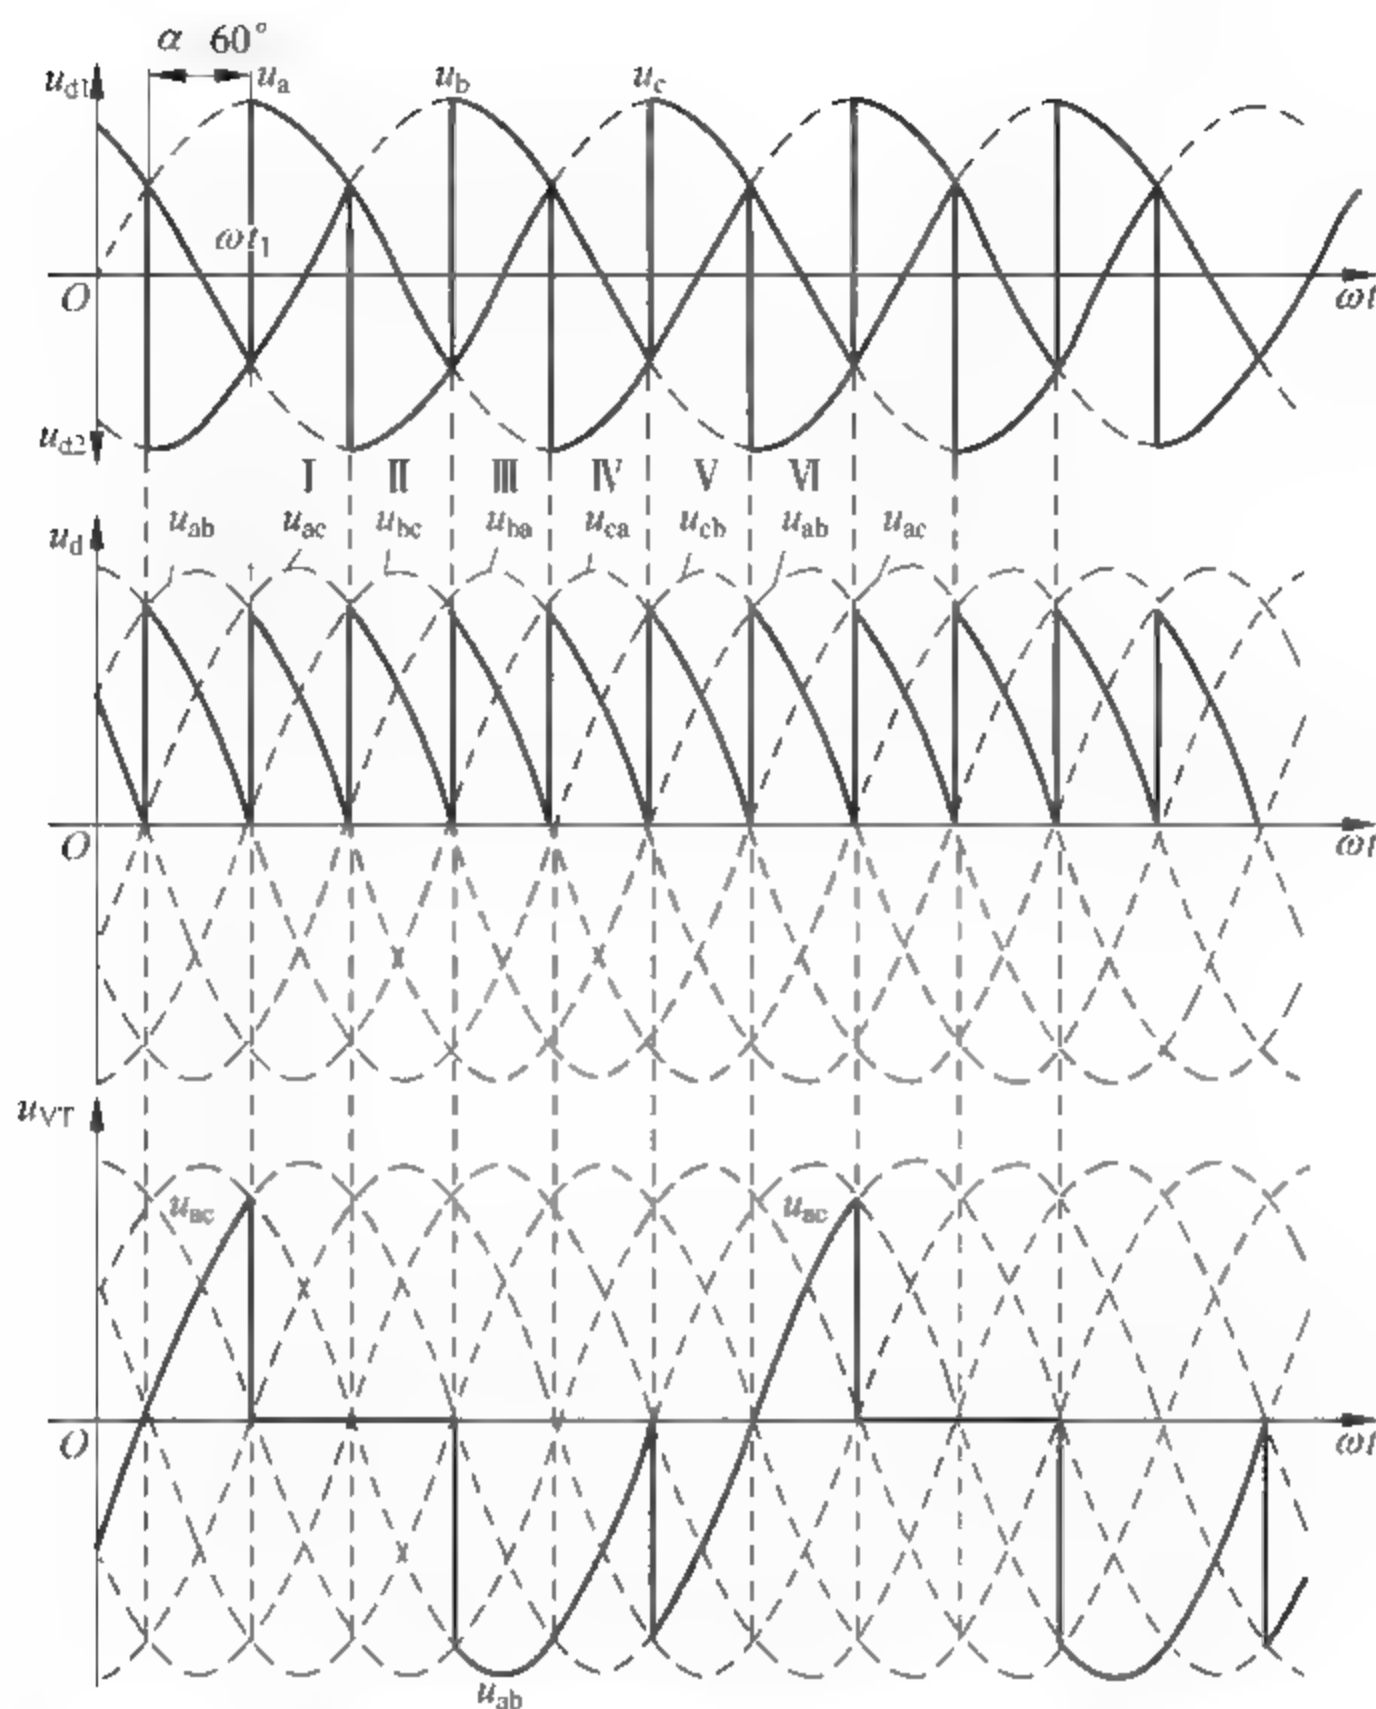 α 60°
u_d1 u_a u_b u_c
ωt_1
O ωt
u_d2
Ⅰ Ⅱ Ⅲ Ⅳ Ⅴ Ⅵ
u_d u_ab u_ac u_bc u_ba u_ca u_cb u_ab u_ac
O ωt
u_VT
u_ac u_ac
O ωt
u_ab